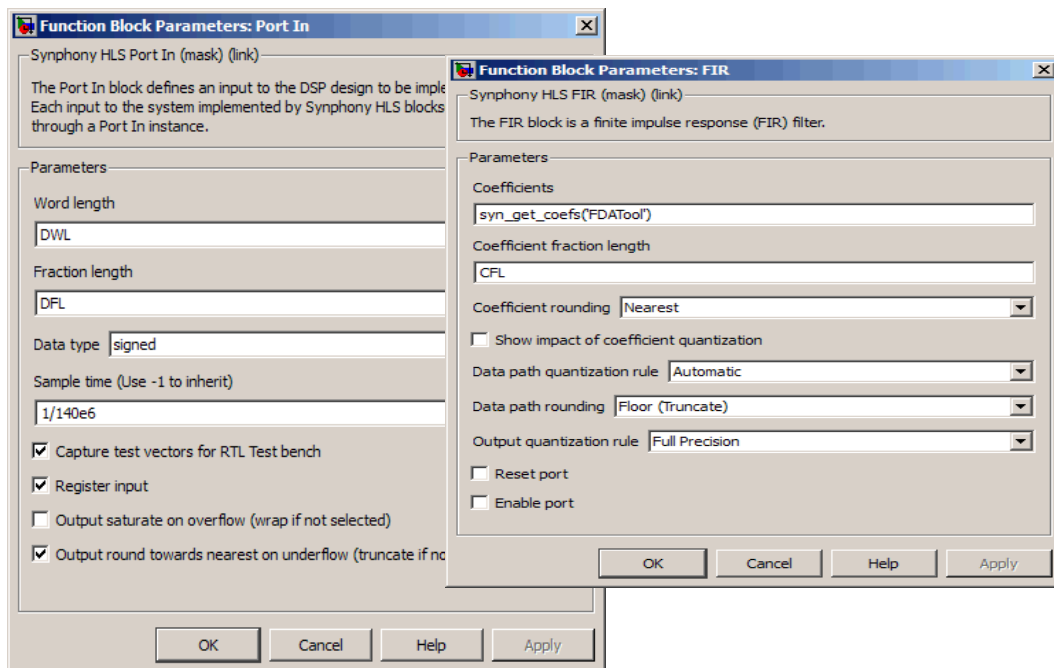 Function Block Parameters: Port In
Synphony HLS Port In (mask) (link)
The Port In block defines an input to the DSP design to be
Each input to the system implemented by Synphony HLS blocks
through a Port In instance.
Parameters
Word length
DWL
Fraction length
DFL
Data type signed
Sample time (Use -1 to inherit)
1/140e6
Capture test vectors for RTL Test bench
Register input
Output saturate on overflow (wrap if not selected)
Output round towards nearest on underflow (truncate if
OK Cancel Help Apply
Function Block Parameters: FIR
Synphony HLS FIR (mask) (link)
The FIR block is a finite impulse response (FIR) filter.
Parameters
Coefficients
syn_get_coefs('FDATool')
Coefficient fraction length
CFL
Coefficient rounding Nearest
Show impact of coefficient quantization
Data path quantization rule Automatic
Data path rounding Floor (Truncate)
Output quantization rule Full Precision
Reset port
Enable port
OK Cancel Help Apply